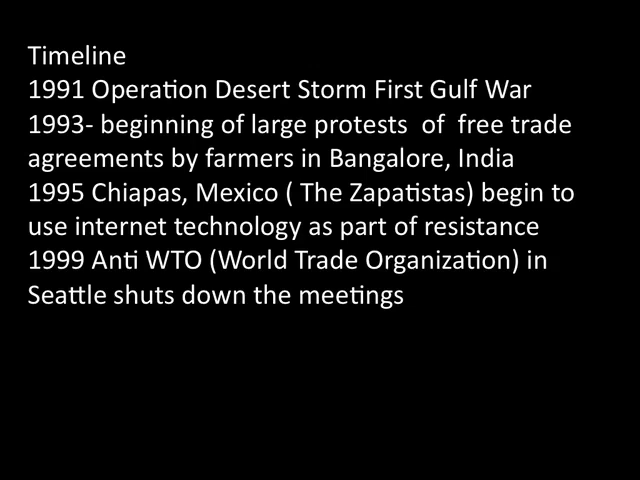 Timeline
1991 Operation Desert Storm First Gulf War
1993- beginning of large protests  of  free trade
agreements by farmers in Bangalore, India
1995 Chiapas, Mexico ( The Zapatistas) begin to
use internet technology as part of resistance
1999 Anti WTO (World Trade Organization) in
Seattle shuts down the meetings